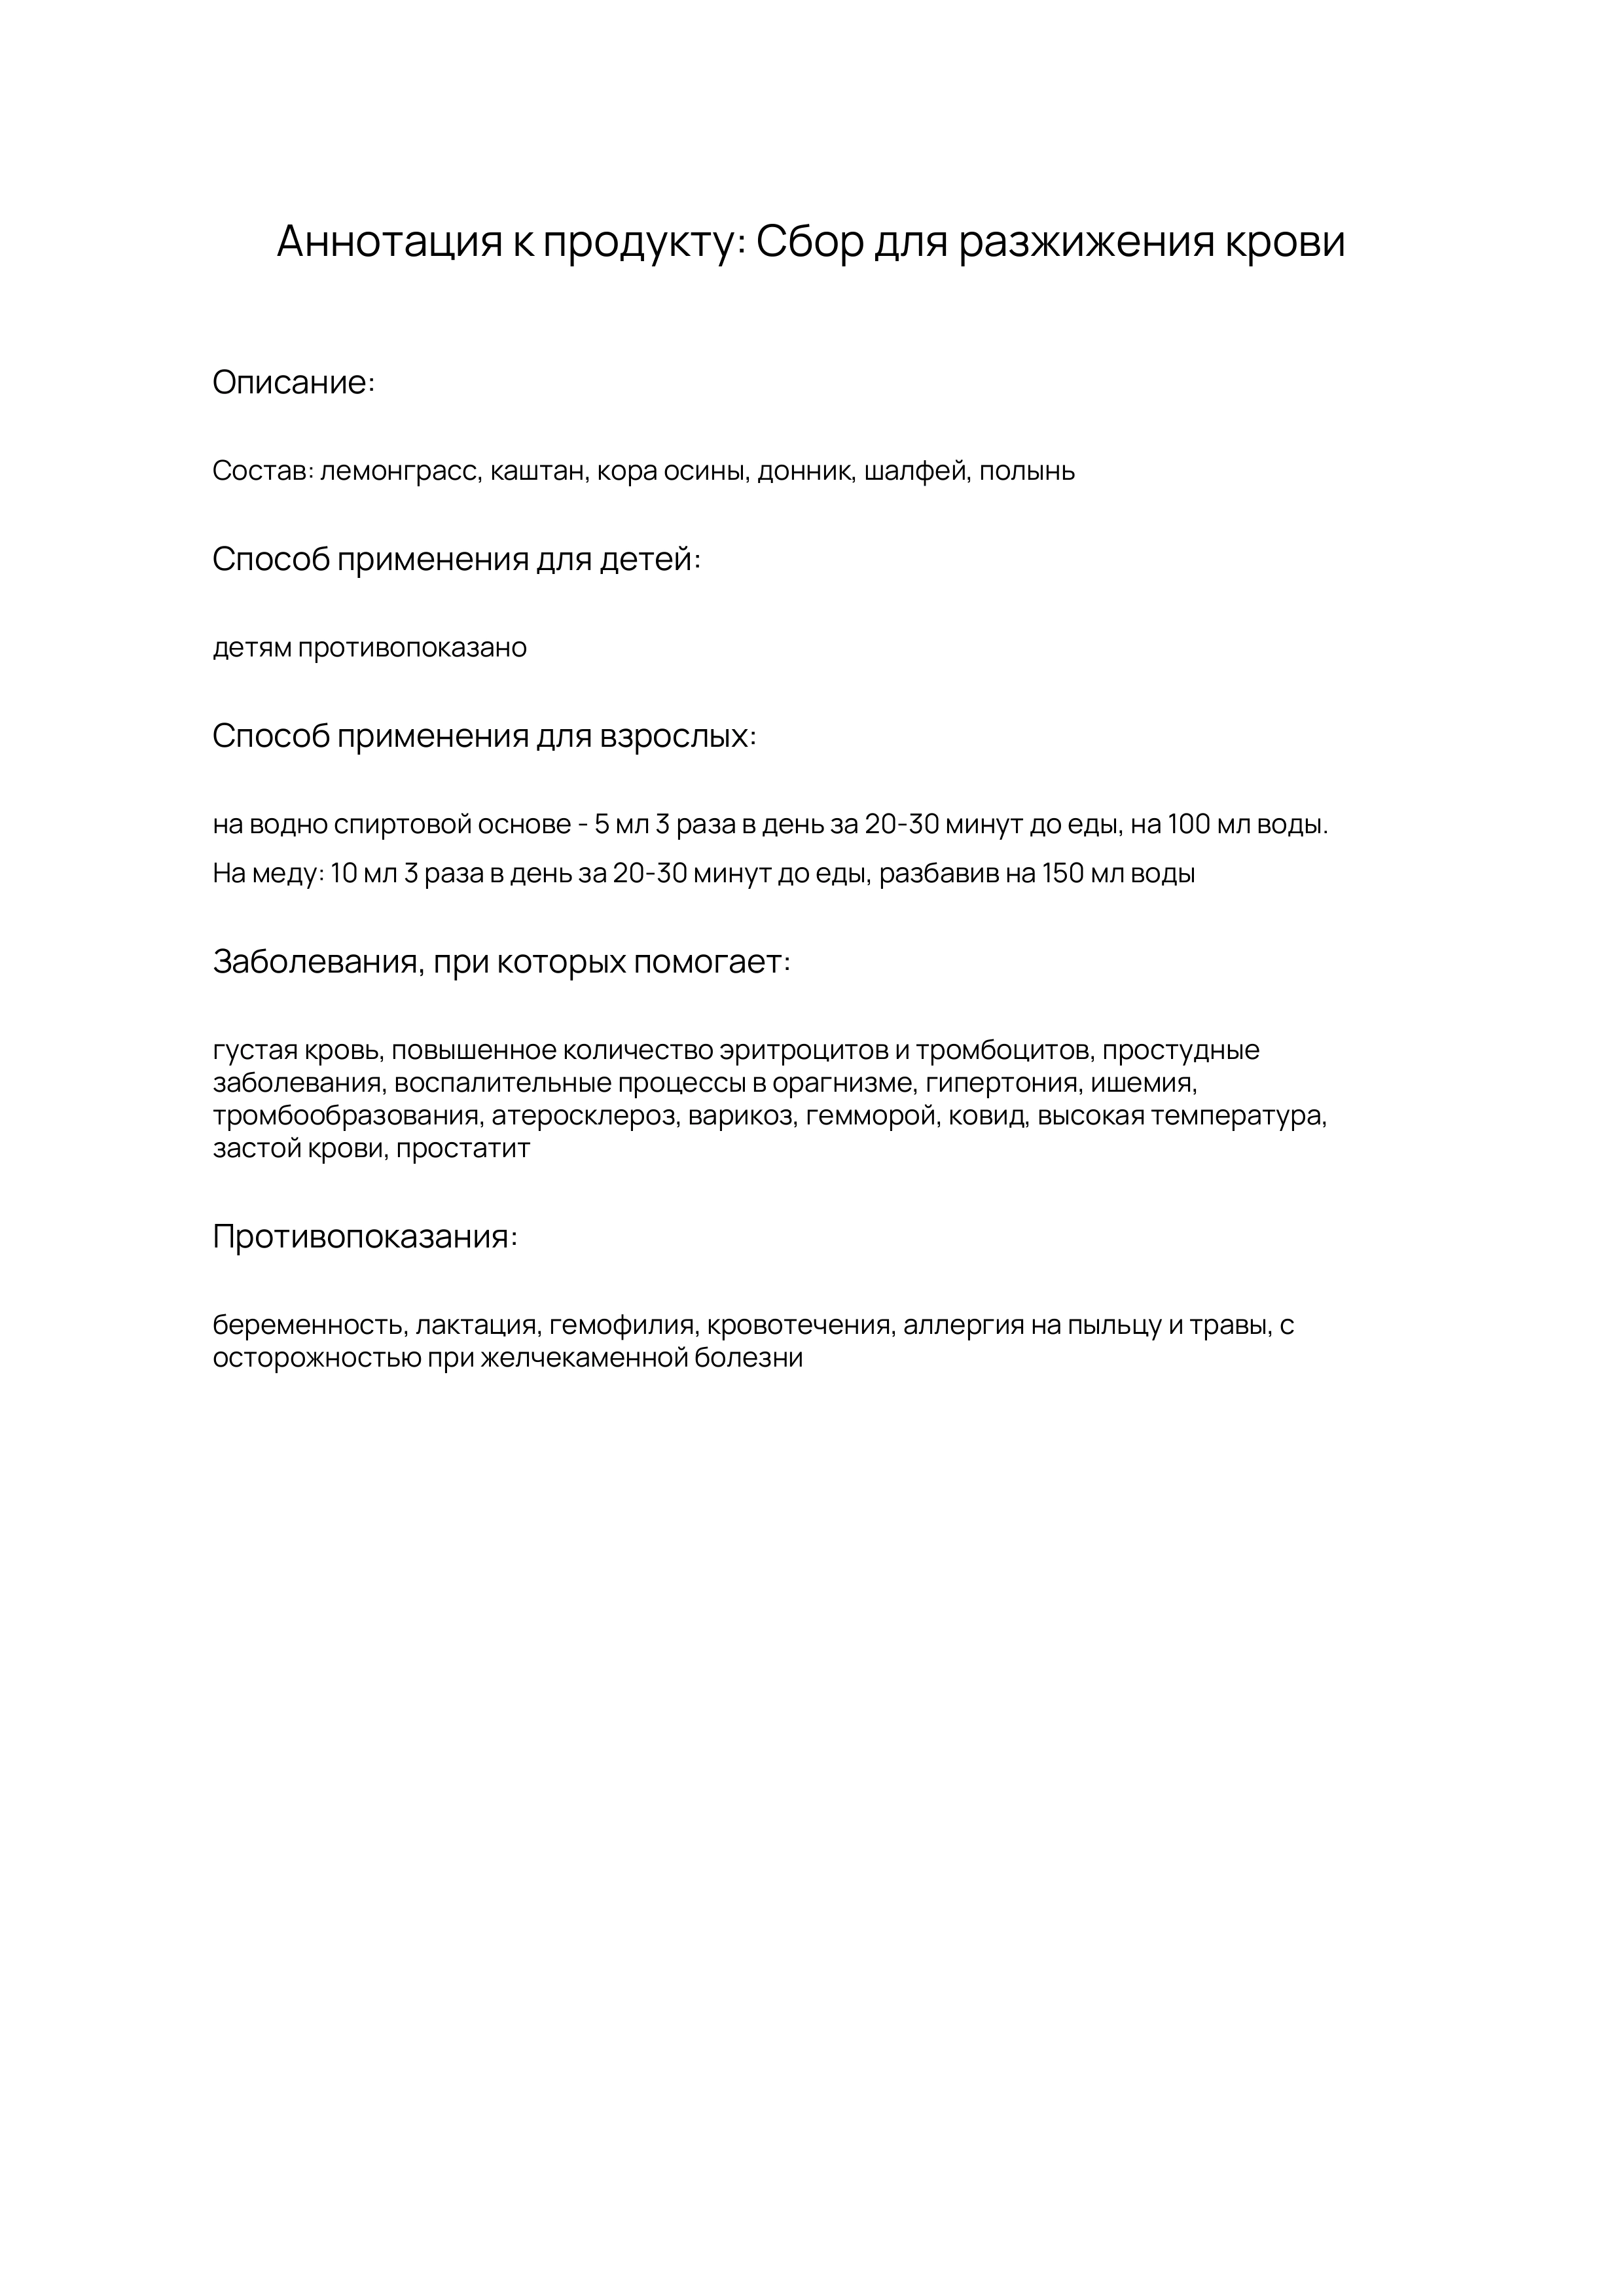 Аннотация к продукту: Сбор для разжижения крови
Описание:
Состав: лемонграсс, каштан, кора осины, донник, шалфей, полынь
Способ применения для детей:
детям противопоказано
Способ применения для взрослых:
на водно спиртовой основе - 5 мл 3 раза в день за 20-30 минут до еды, на 100 мл воды.
На меду: 10 мл 3 раза в день за 20-30 минут до еды, разбавив на 150 мл воды
Заболевания, при которых помогает:
густая кровь, повышенное количество эритроцитов и тромбоцитов, простудные
заболевания, воспалительные процессы в орагнизме, гипертония, ишемия,
тромбообразования, атеросклероз, варикоз, гемморой, ковид, высокая температура,
застой крови, простатит
Противопоказания:
беременность, лактация, гемофилия, кровотечения, аллергия на пыльцу и травы, с
осторожностью при желчекаменной болезни